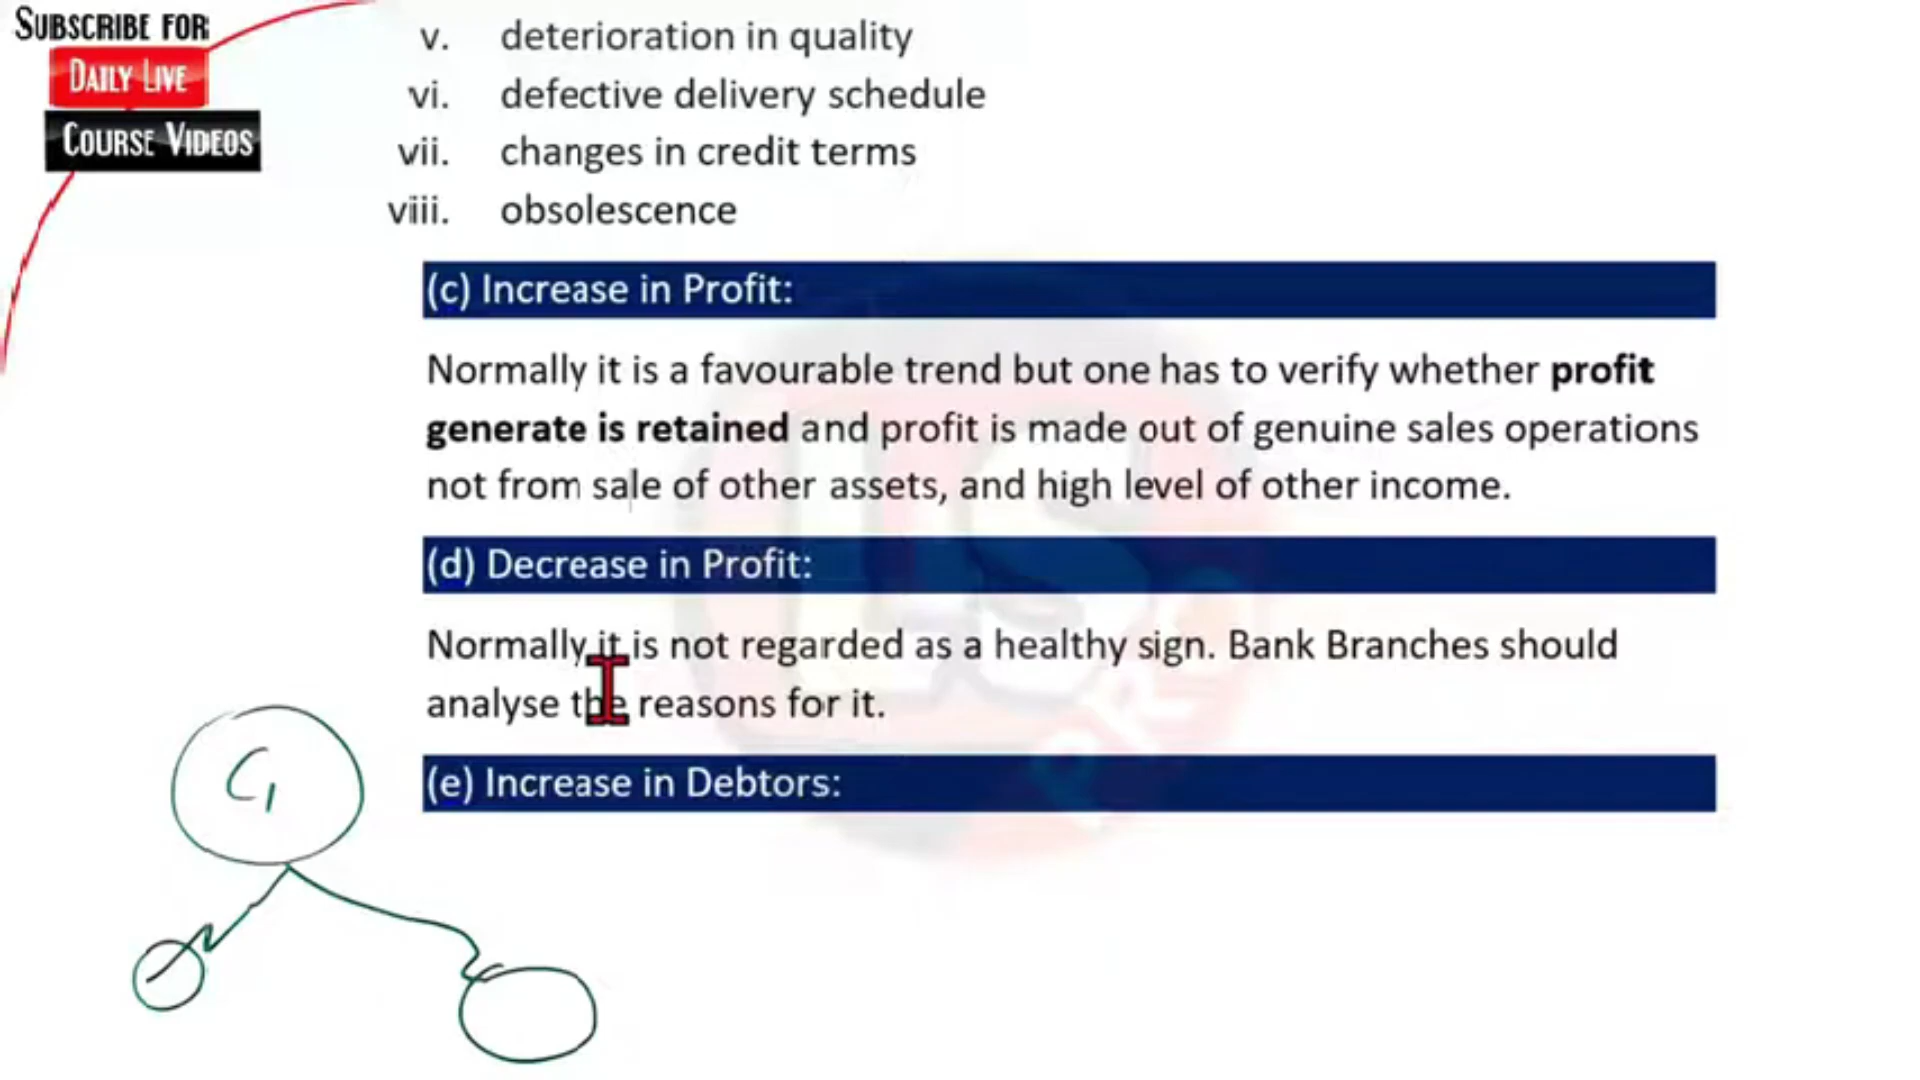 SUBSCRIBE FOR
DAILY LIVE
COURSE VIDEOS
v. deterioration in quality
vi. defective delivery schedule
vii. changes in credit terms
viii. obsolescence
(c) Increase in Profit:
Normally it is a favourable trend but one has to verify whether profit
generate is retained and profit is made out of genuine sales operations
not from sale of other assets, and high level of other income.
(d) Decrease in Profit:
Normally it is not regarded as a healthy sign. Bank Branches should
analyse the reasons for it.
(e) Increase in Debtors:
C1